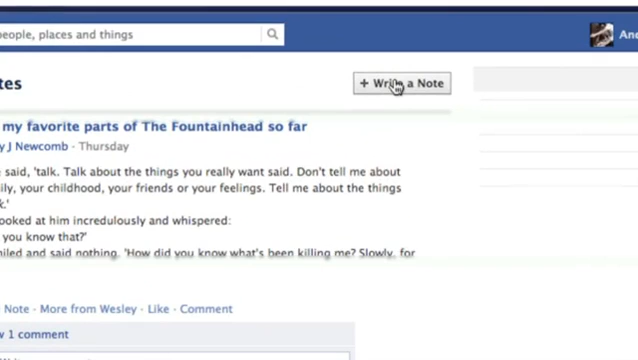 people, places and things
And
tes
+ Write a Note
my favorite parts of The Fountainhead so far
y J Newcomb · Thursday
said, 'talk. Talk about the things you really want said. Don't tell me about
ily, your childhood, your friends or your feelings. Tell me about the things
k.'
ooked at him incredulously and whispered:
you know that?'
niled and said nothing. 'How did you know what's been killing me? Slowly, for
Note · More from Wesley · Like · Comment
w 1 comment